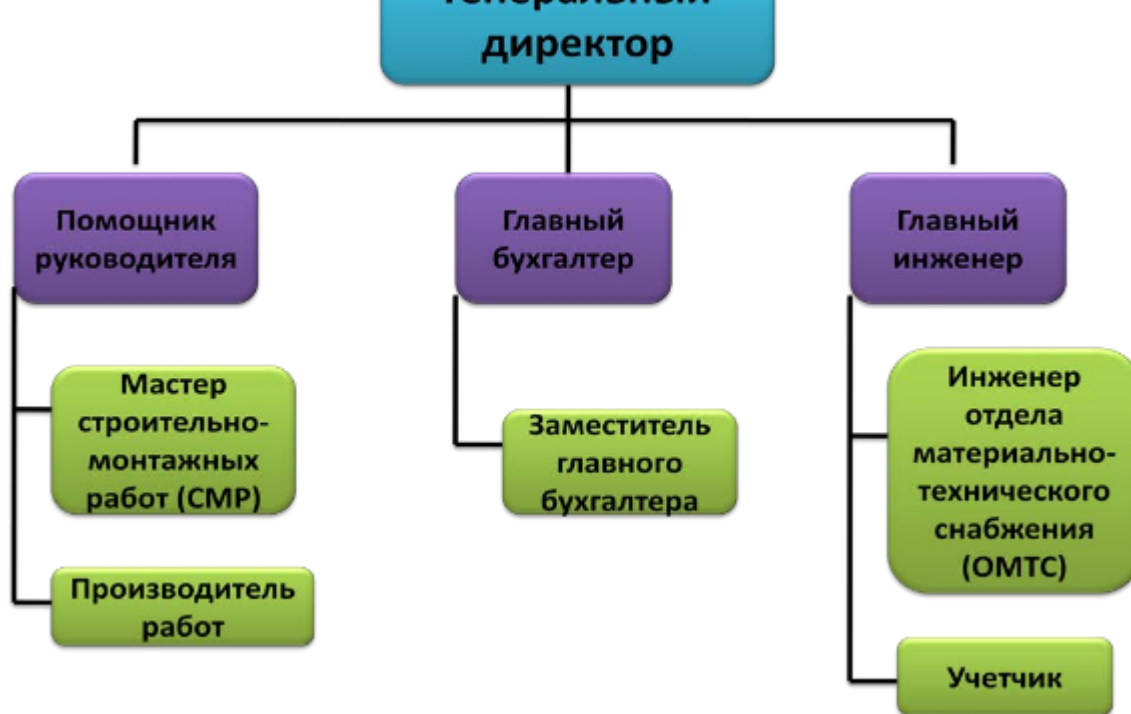 Генеральный
директор
Помощник
руководителя
Главный
бухгалтер
Главный
инженер
Мастер
строительно-
монтажных
работ (СМР)
Производитель
работ
Заместитель
главного
бухгалтера
Инженер
отдела
материально-
технического
снабжения
(ОМТС)
Учетчик